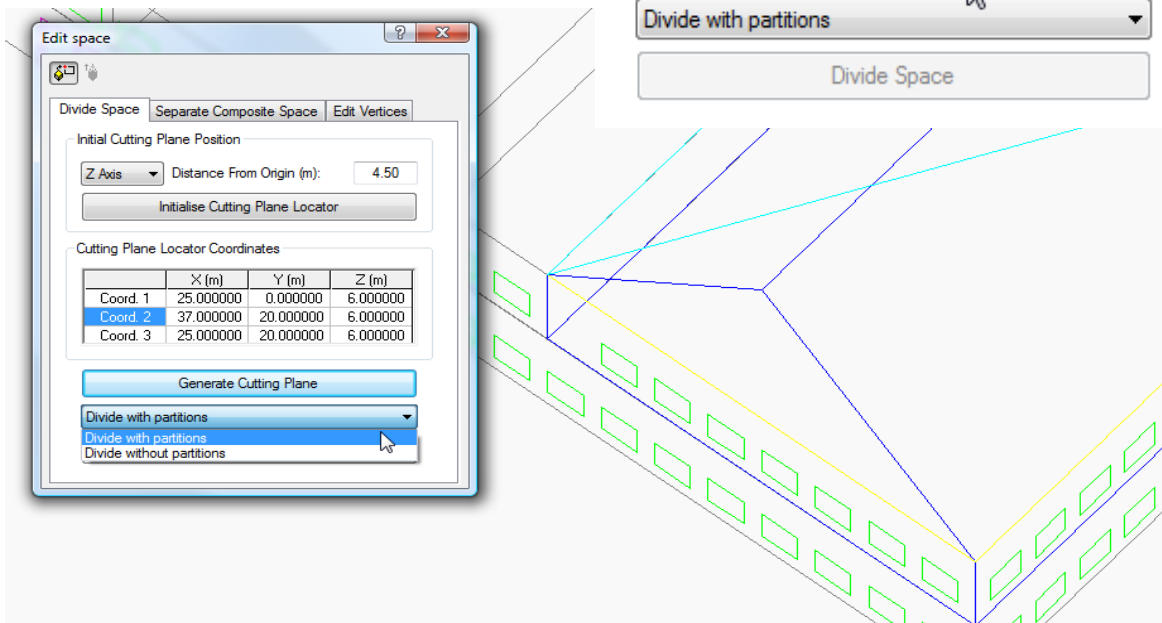 Edit space
Divide Space Separate Composite Space Edit Vertices
Initial Cutting Plane Position
Z Axis Distance From Origin (m): 4.50
Initialise Cutting Plane Locator
Cutting Plane Locator Coordinates
X (m) Y (m) Z (m)
Coord. 1 25.000000 0.000000 6.000000
Coord. 2 37.000000 20.000000 6.000000
Coord. 3 25.000000 20.000000 6.000000
Generate Cutting Plane
Divide with partitions
Divide with partitions
Divide without partitions
Divide with partitions
Divide Space